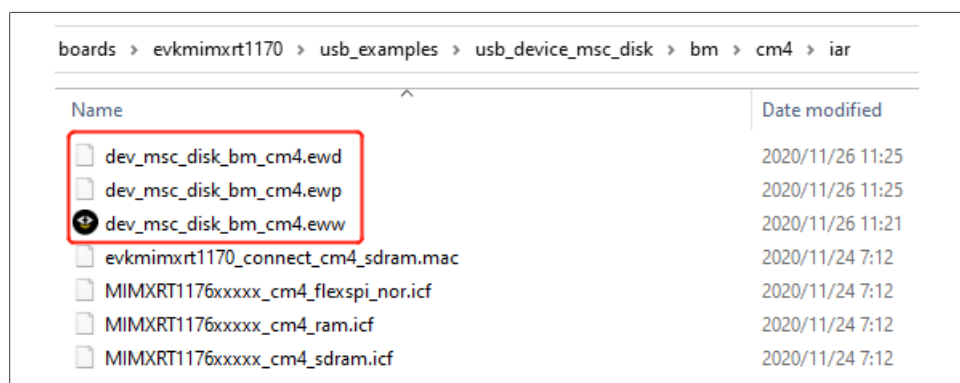 boards > evkmimxrt1170 > usb_examples > usb_device_msc_disk > bm > cm4 > iar
Name Date modified
dev_msc_disk_bm_cm4.ewd 2020/11/26 11:25
dev_msc_disk_bm_cm4.ewp 2020/11/26 11:25
dev_msc_disk_bm_cm4.eww 2020/11/26 11:21
evkmimxrt1170_connect_cm4_sdram.mac 2020/11/24 7:12
MIMXRT1176xxxxx_cm4_flexspi_nor.icf 2020/11/24 7:12
MIMXRT1176xxxxx_cm4_ram.icf 2020/11/24 7:12
MIMXRT1176xxxxx_cm4_sdram.icf 2020/11/24 7:12